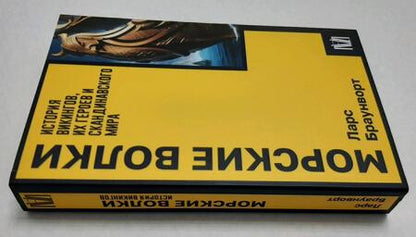 Ларс
Браунворт
МОРСКИЕ ВОЛКИ
ИСТОРИЯ
ВИКИНГОВ,
ИХ ГЕРОЕВ И
СКАНДИНАВСКОГО
МИРА
Ларс
Браунворт
МОРСКИЕ ВОЛКИ
ИСТОРИЯ ВИКИНГОВ